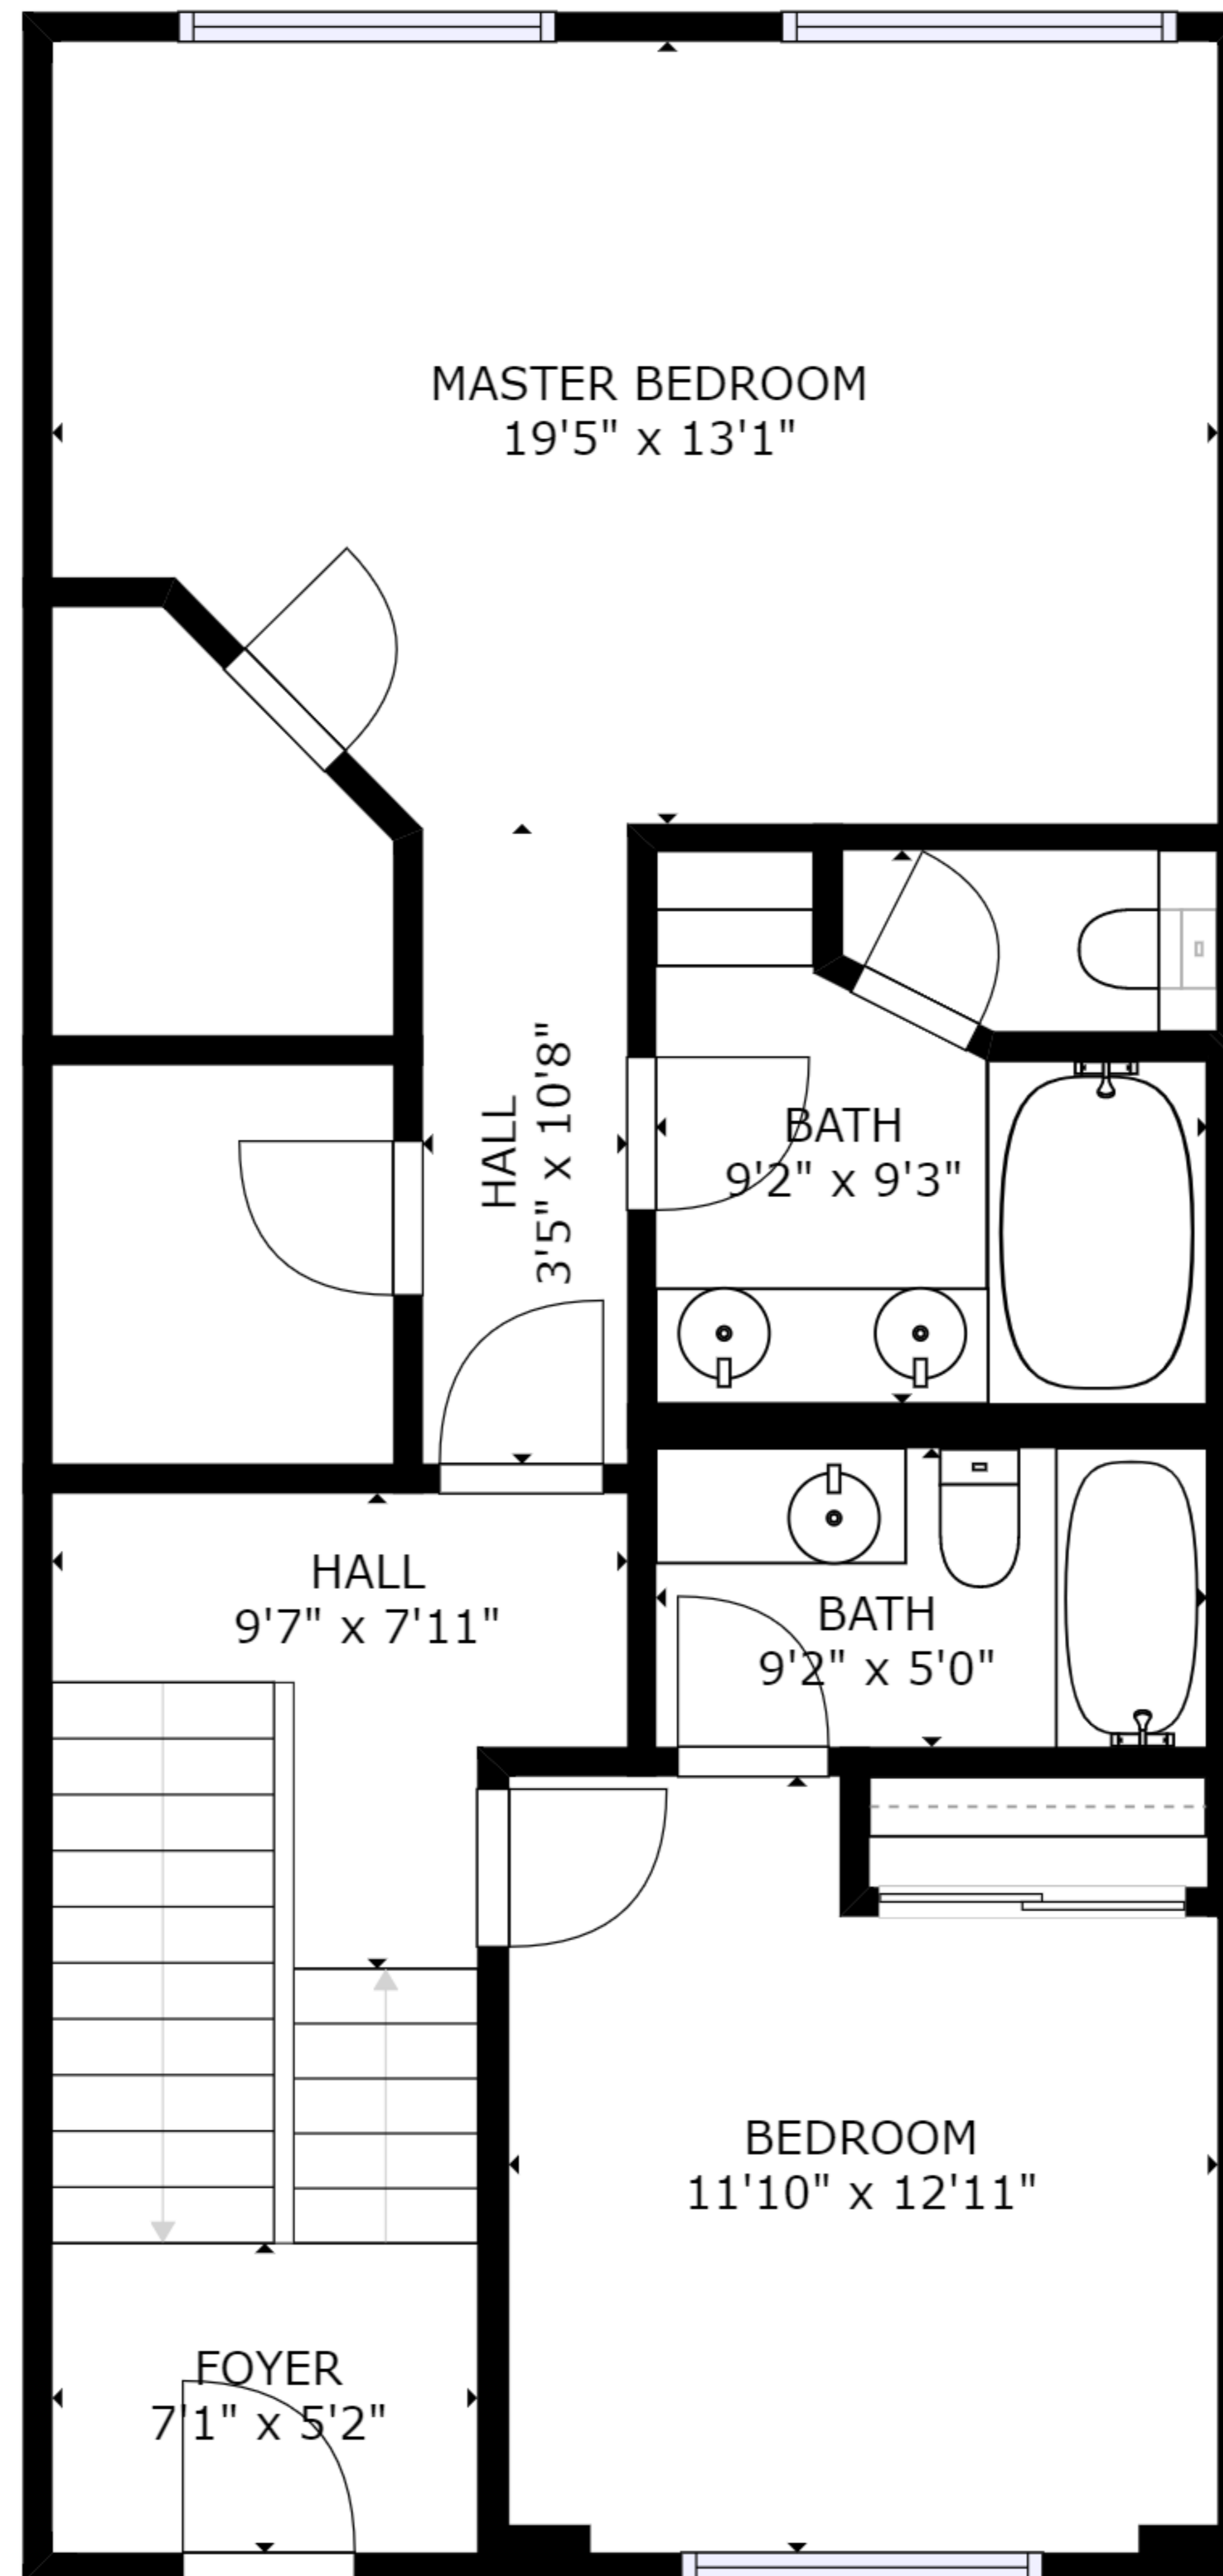 MASTER BEDROOM
19'5" x 13'1"
HALL
3'5" x 10'8"
BATH
9'2" x 9'3"
HALL
9'7" x 7'11"
BATH
9'2" x 5'0"
BEDROOM
11'10" x 12'11"
FOYER
7'1" x 5'2"